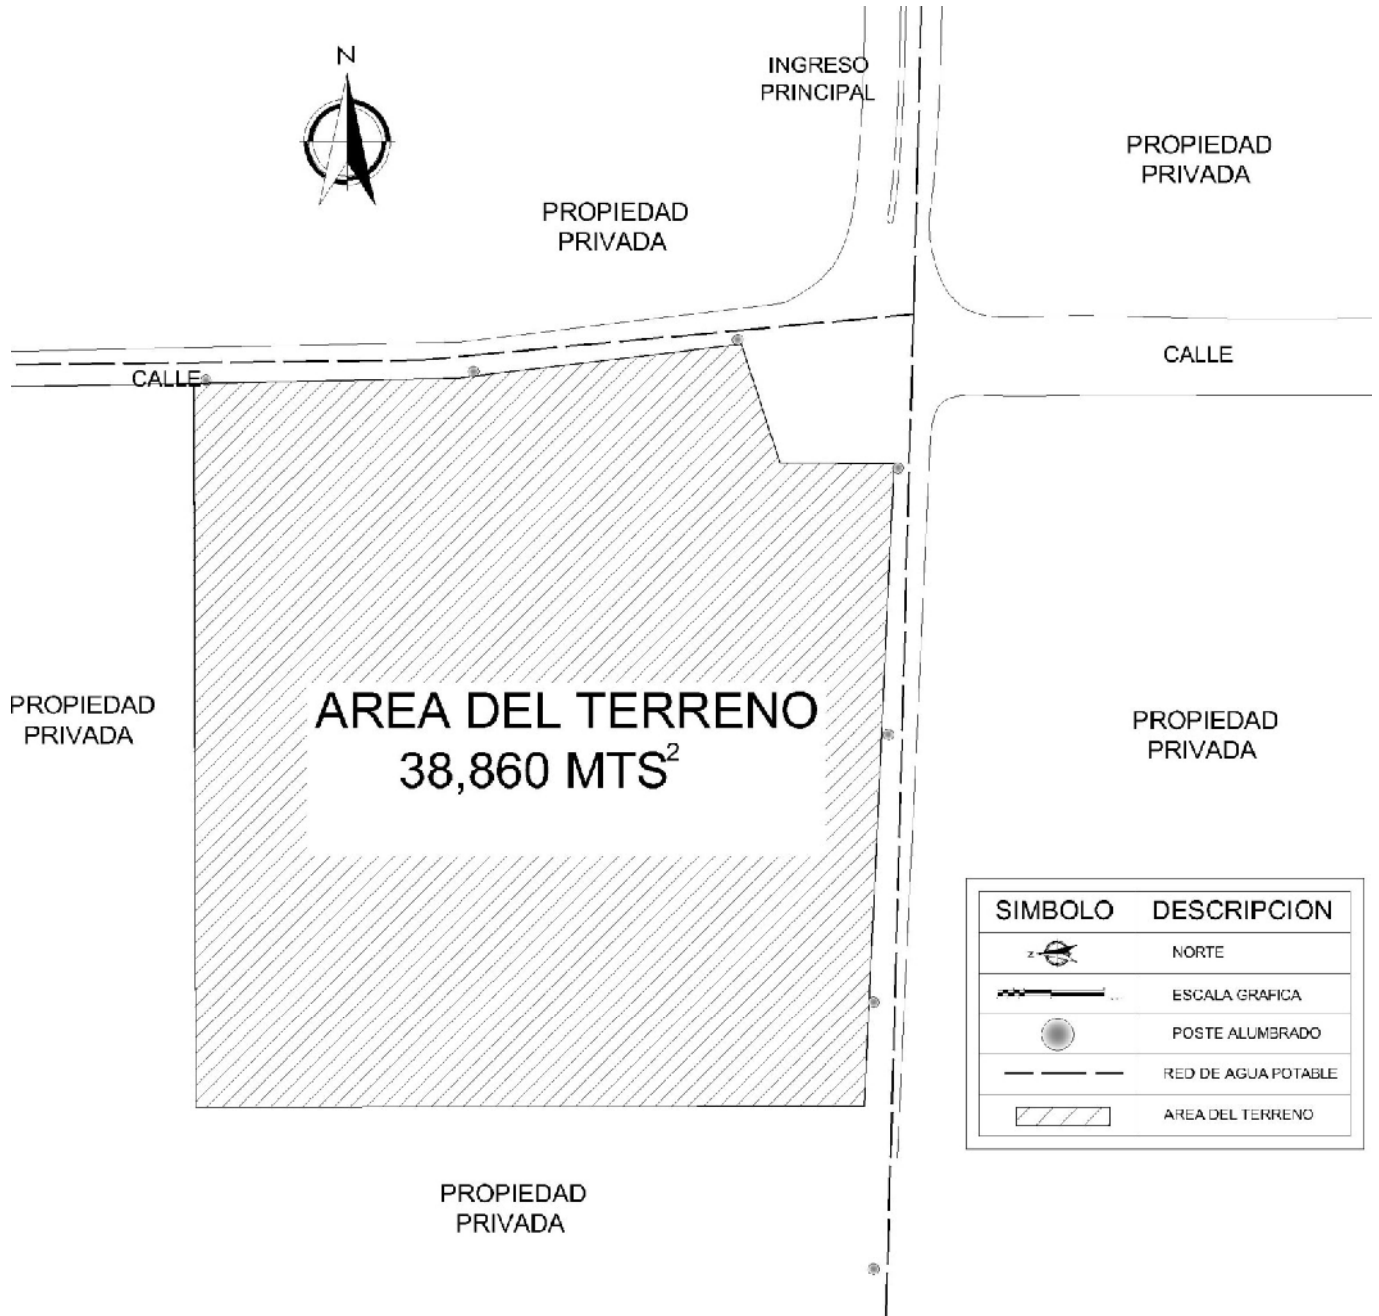 N
INGRESO
PRINCIPAL
PROPIEDAD
PRIVADA
PROPIEDAD
PRIVADA
CALLE
CALLE
PROPIEDAD
PRIVADA
AREA DEL TERRENO
38,860 MTS²
PROPIEDAD
PRIVADA
SIMBOLO DESCRIPCION
Z NORTE
ESCALA GRAFICA
POSTE ALUMBRADO
RED DE AGUA POTABLE
AREA DEL TERRENO
PROPIEDAD
PRIVADA